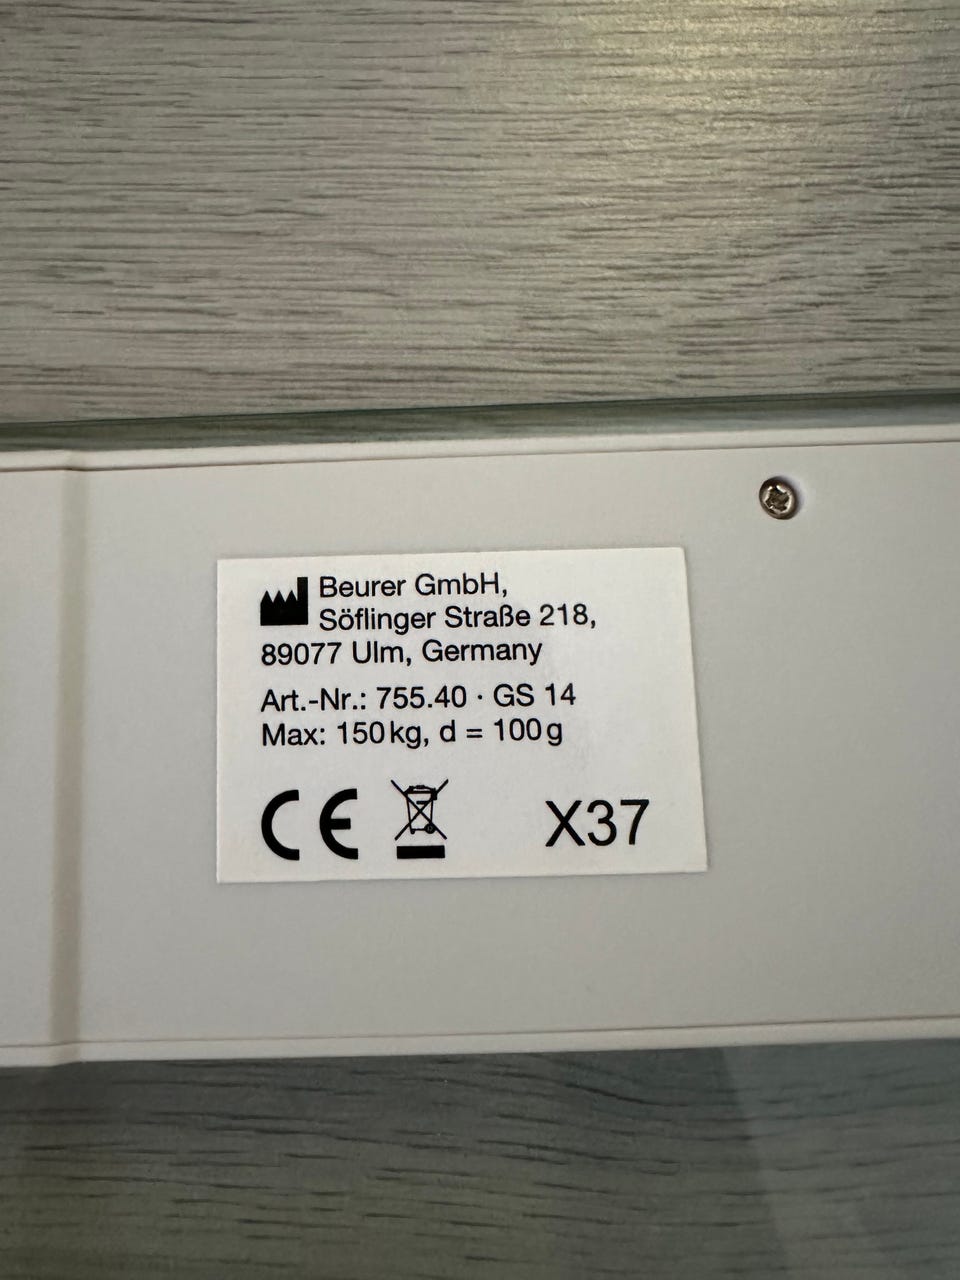 Beurer GmbH,
Söflinger Straße 218,
89077 Ulm, Germany
Art.-Nr.: 755.40 · GS 14
Max: 150 kg, d = 100 g
CE
X37